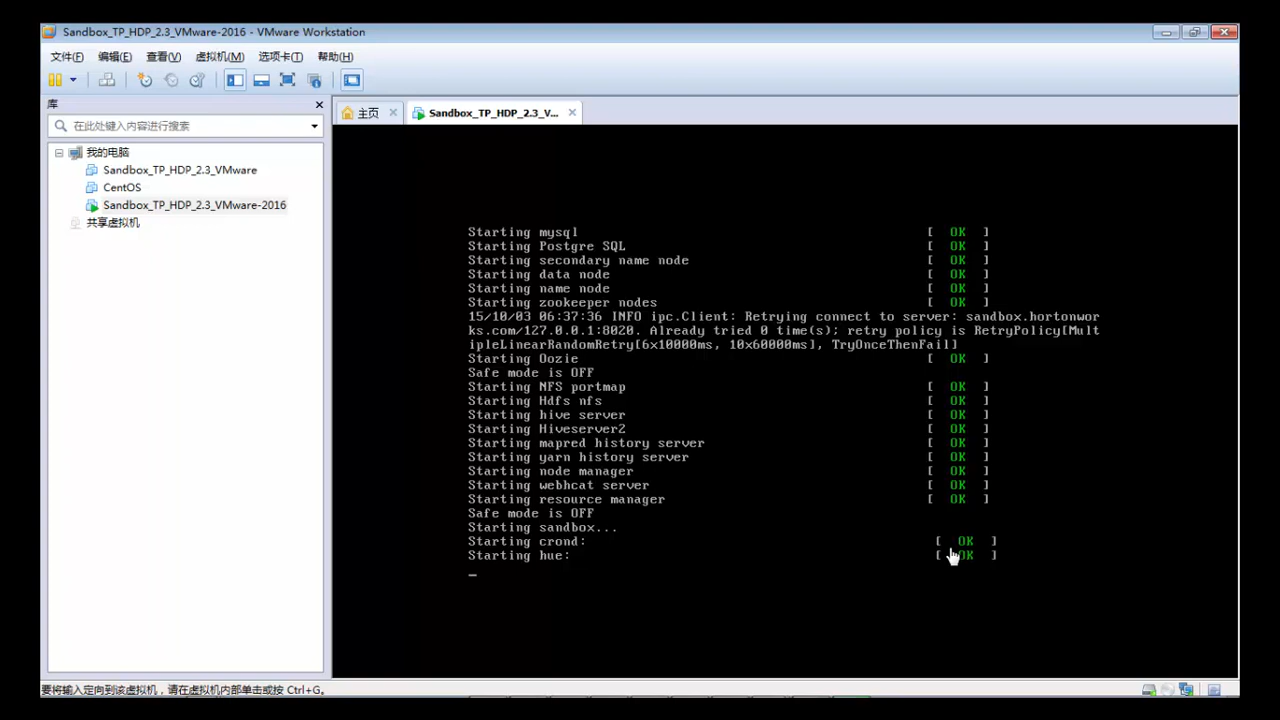 Sandbox_TP_HDP_2.3_VMware-2016 - VMware Workstation
文件(F) 编辑(E) 查看(V) 虚拟机(M) 选项卡(T) 帮助(H)
库
在此处键入内容进行搜索
我的电脑
Sandbox_TP_HDP_2.3_VMware
CentOS
Sandbox_TP_HDP_2.3_VMware-2016
共享虚拟机
主页 Sandbox_TP_HDP_2.3_V...
Starting mysql [ OK ]
Starting Postgre SQL [ OK ]
Starting secondary name node [ OK ]
Starting data node [ OK ]
Starting name node [ OK ]
Starting zookeeper nodes [ OK ]
15/10/03 06:37:36 INFO ipc.Client: Retrying connect to server: sandbox.hortonwor
ks.com/127.0.0.1:8020. Already tried 0 time(s); retry policy is RetryPolicy[Mult
ipleLinearRandomRetry[6x10000ms, 10x60000ms], TryOnceThenFail]
Starting Oozie [ OK ]
Safe mode is OFF
Starting NFS portmap [ OK ]
Starting Hdfs nfs [ OK ]
Starting hive server [ OK ]
Starting Hiveserver2 [ OK ]
Starting mapred history server [ OK ]
Starting yarn history server [ OK ]
Starting node manager [ OK ]
Starting webhcat server [ OK ]
Starting resource manager [ OK ]
Safe mode is OFF
Starting sandbox...
Starting crond: [ OK ]
Starting hue: [ OK ]
_
要将输入定向到该虚拟机，请在虚拟机内部单击或按 Ctrl+G。